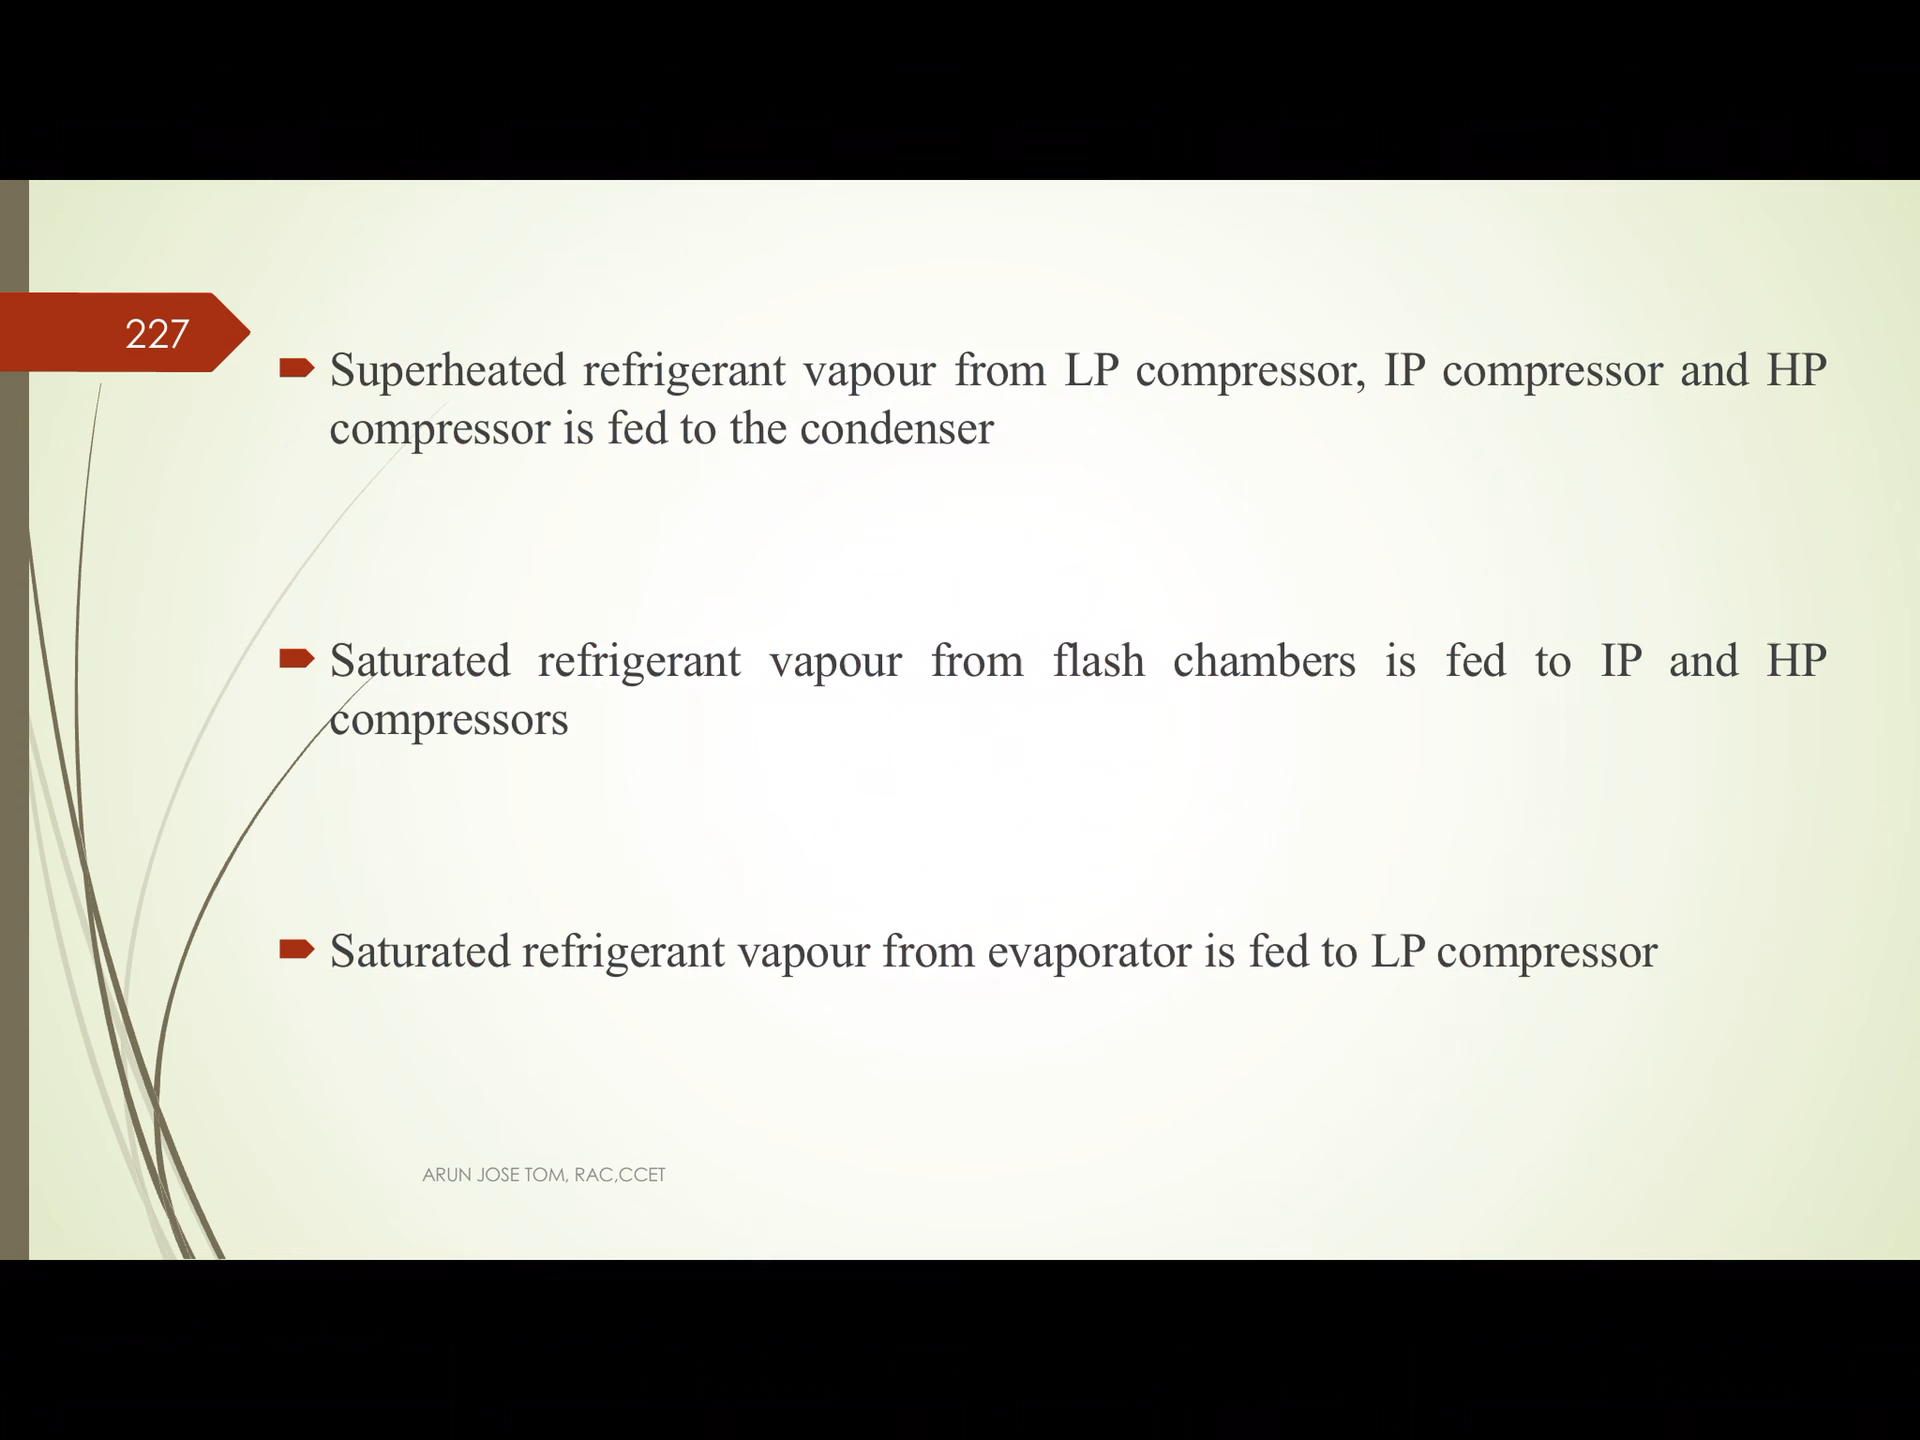 227
Superheated refrigerant vapour from LP compressor, IP compressor and HP
compressor is fed to the condenser
Saturated refrigerant vapour from flash chambers is fed to IP and HP
compressors
Saturated refrigerant vapour from evaporator is fed to LP compressor
ARUN JOSE TOM, RAC,CCET